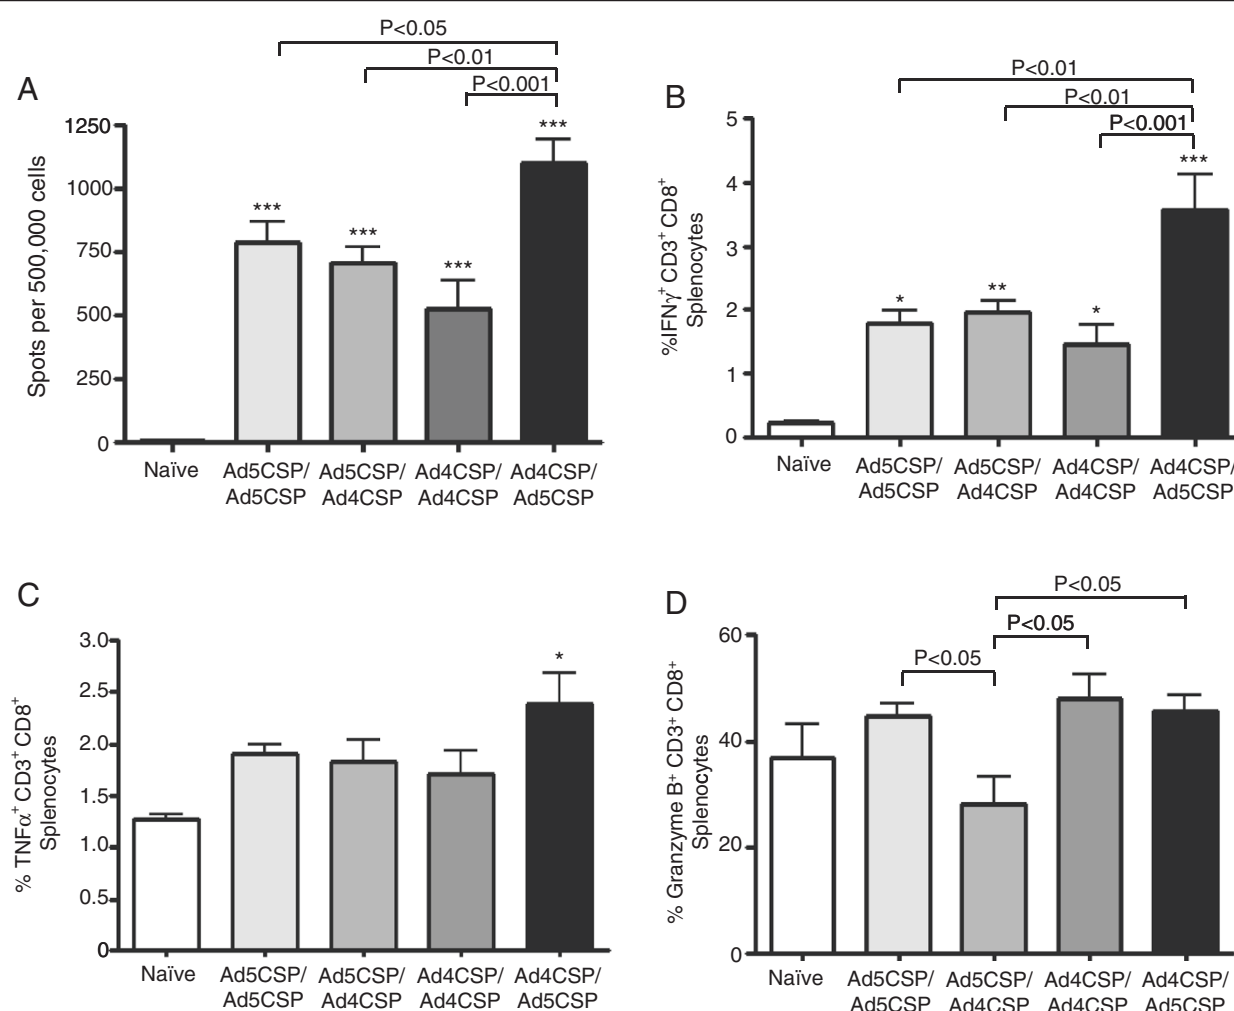 A
P<0.05
P<0.01
P<0.001
Spots per 500,000 cells
1250
1000
750
500
250
0
***
***
***
***
Naïve
Ad5CSP/
Ad5CSP
Ad5CSP/
Ad4CSP
Ad4CSP/
Ad4CSP
Ad4CSP/
Ad5CSP
B
P<0.01
P<0.01
P<0.001
%IFNγ+ CD3+ CD8+
Splenocytes
5
4
3
2
1
0
*
**
*
***
Naïve
Ad5CSP/
Ad5CSP
Ad5CSP/
Ad4CSP
Ad4CSP/
Ad4CSP
Ad4CSP/
Ad5CSP
C
% TNFα+ CD3+ CD8+
Splenocytes
3.0
2.5
2.0
1.5
1.0
0.5
0
*
Naïve
Ad5CSP/
Ad5CSP
Ad5CSP/
Ad4CSP
Ad4CSP/
Ad4CSP
Ad4CSP/
Ad5CSP
D
P<0.05
P<0.05
P<0.05
% Granzyme B+ CD3+ CD8+
Splenocytes
60
40
20
0
Naïve
Ad5CSP/
Ad5CSP
Ad5CSP/
Ad4CSP
Ad4CSP/
Ad4CSP
Ad4CSP/
Ad5CSP